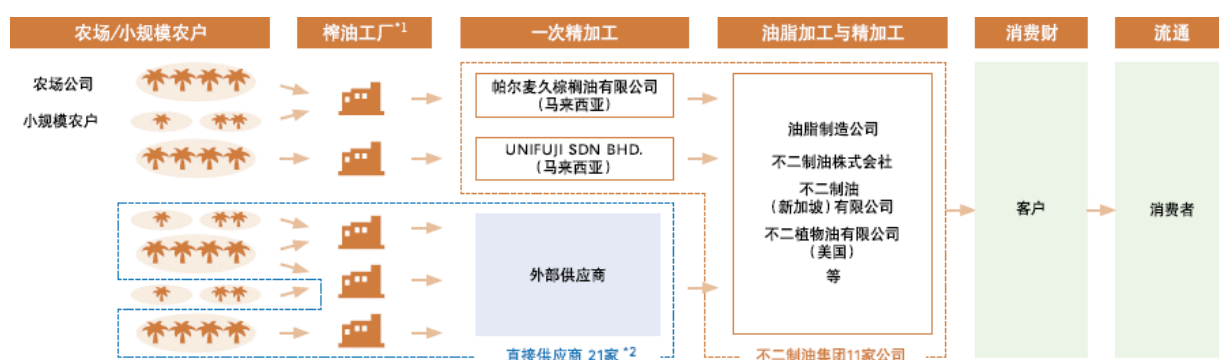 农场/小规模农户
榨油工厂*1
一次精加工
油脂加工与精加工
消费财
流通
农场公司
小规模农户
帕尔麦久棕榈油有限公司
(马来西亚)
UNIFUJI SDN BHD.
(马来西亚)
外部供应商
直接供应商 21家 *2
油脂制造公司
不二制油株式会社
不二制油
(新加坡)有限公司
不二植物油有限公司
(美国)
等
不二制油集团11家公司
客户
消费者